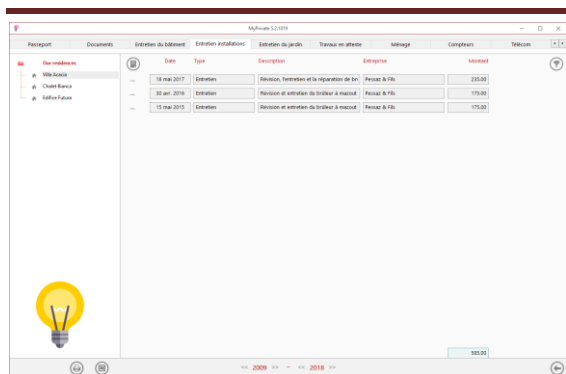 MyPrivate 5.2.1019
Passeport Documents Entretien du bâtiment Entretien installations Entretien du jardin Travaux en attente Ménage Compteurs Télécom
Our residences
Villa Acacia
Chalet Bianca
Edifice Future
Date Type Description Entreprise Montant
... 18 mai 2017 Entretien Révision, l'entretien et la réparation de br Pessaz & Fils 235.00
... 30 avr. 2016 Entretien Révision et entretien du brûleur à mazout Pessaz & Fils 175.00
... 15 mai 2015 Entretien Révision et entretien du brûleur à mazout Pessaz & Fils 175.00
585.00
<< 2009 >> - << 2018 >>